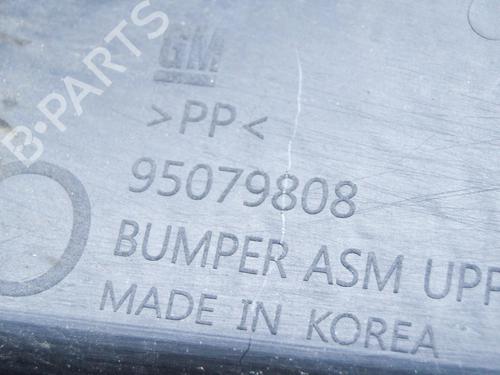 B-PARTS
GM
>PP<
95079808
BUMPER ASM UPP
MADE IN KOREA